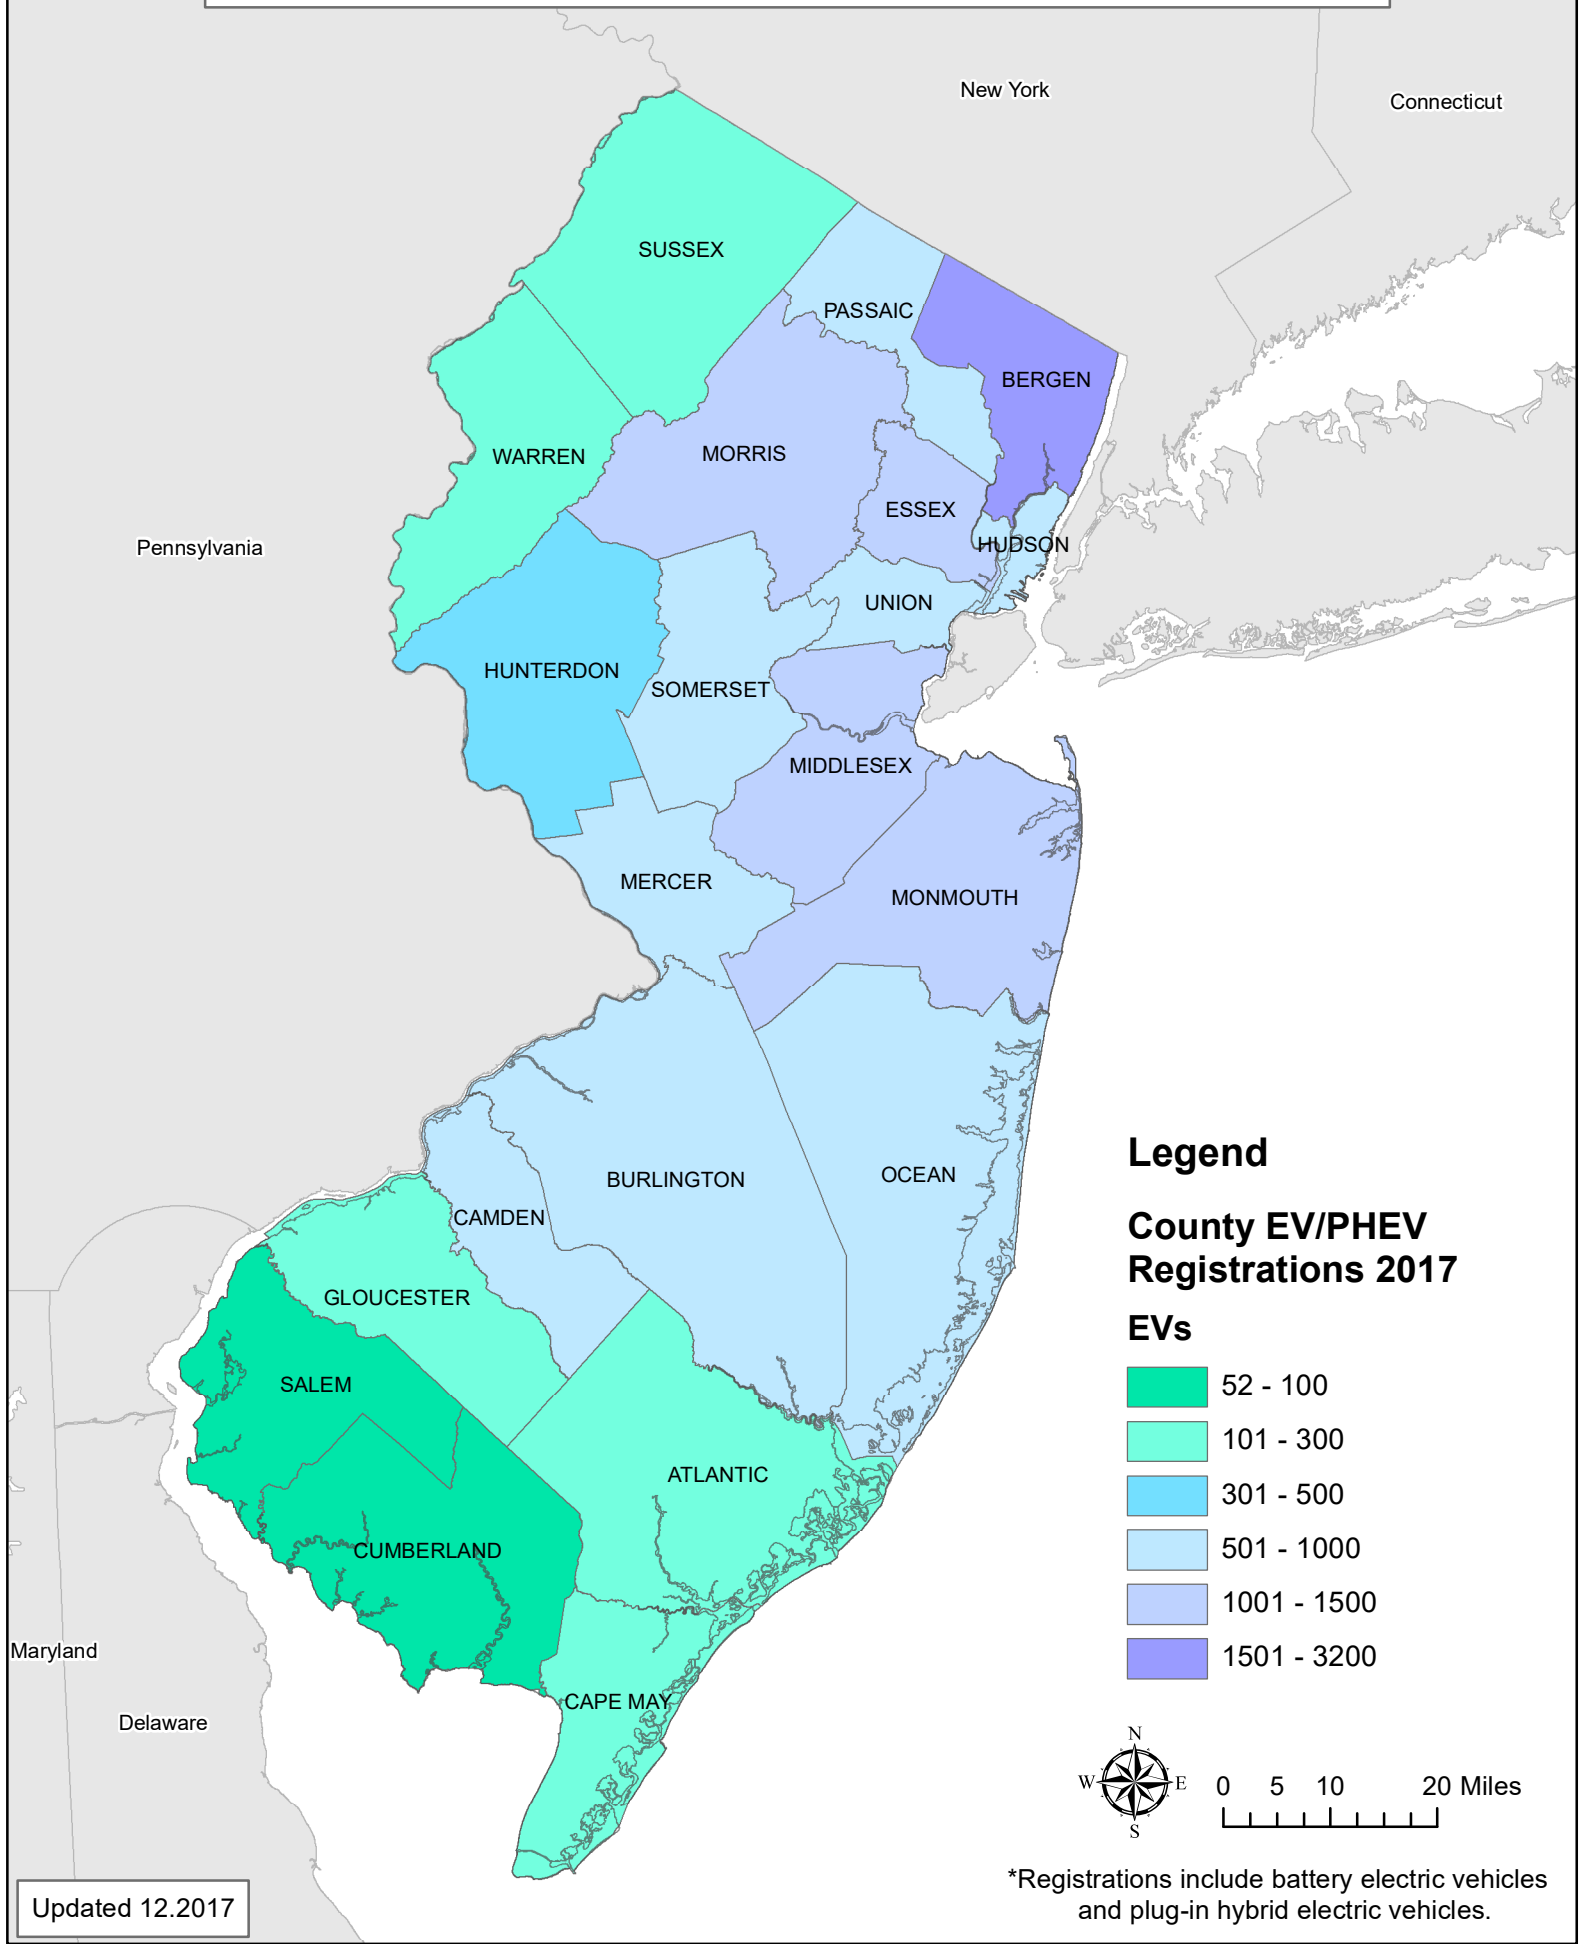 New York
Connecticut
SUSSEX
PASSAIC
BERGEN
MORRIS
WARREN
ESSEX
Pennsylvania
HUDSON
UNION
HUNTERDON
SOMERSET
MIDDLESEX
MERCER
MONMOUTH
BURLINGTON
OCEAN
CAMDEN
GLOUCESTER
SALEM
ATLANTIC
CUMBERLAND
CAPE MAY
Maryland
Delaware
Legend
County EV/PHEV
Registrations 2017
EVs
52 - 100
101 - 300
301 - 500
501 - 1000
1001 - 1500
1501 - 3200
N
W E
S
0 5 10 20 Miles
*Registrations include battery electric vehicles
and plug-in hybrid electric vehicles.
Updated 12.2017